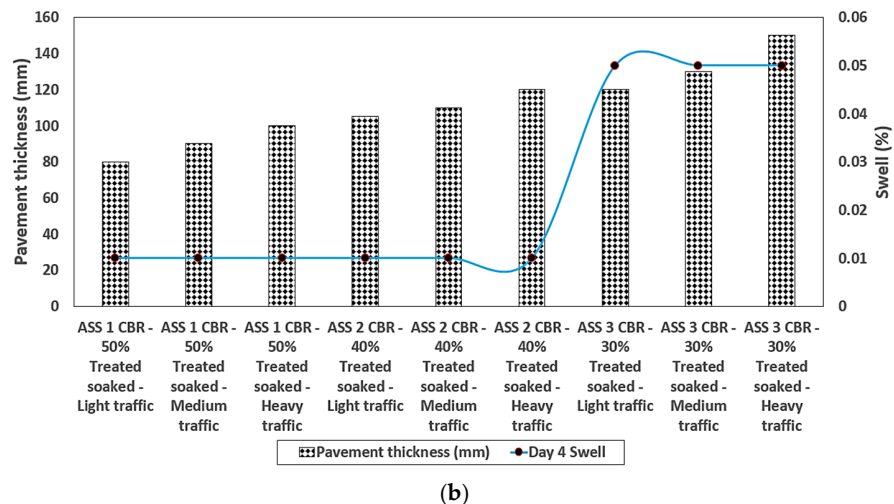 160
140
120
100
80
60
40
20
0
Pavement thickness (mm)
0.06
0.05
0.04
0.03
0.02
0.01
0
Swell (%)
ASS 1 CBR -
50%
Treated
soaked -
Light traffic
ASS 1 CBR -
50%
Treated
soaked -
Medium
traffic
ASS 1 CBR -
50%
Treated
soaked -
Heavy
traffic
ASS 2 CBR -
40%
Treated
soaked -
Light traffic
ASS 2 CBR -
40%
Treated
soaked -
Medium
traffic
ASS 2 CBR -
40%
Treated
soaked -
Heavy
traffic
ASS 3 CBR -
30%
Treated
soaked -
Light traffic
ASS 3 CBR -
30%
Treated
soaked -
Medium
traffic
ASS 3 CBR -
30%
Treated
soaked -
Heavy
traffic
Pavement thickness (mm)
Day 4 Swell
(b)